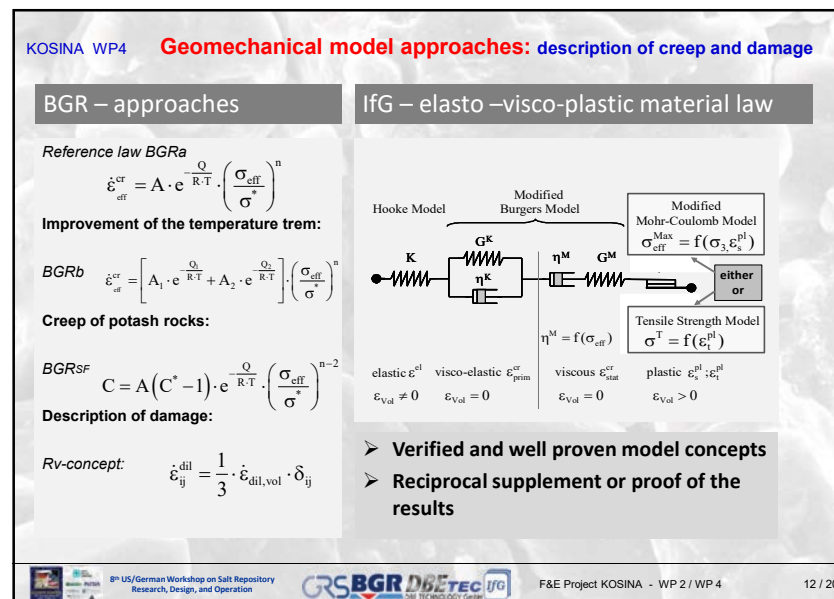 KOSINA WP4 Geomechanical model approaches: description of creep and damage
BGR – approaches
Reference law BGRa
ε̇_eff^cr = A · e^(−Q/(R·T)) · (σ_eff/σ*)^n
Improvement of the temperature trem:
BGRb ε̇_eff^cr = [A₁ · e^(−Q₁/(R·T)) + A₂ · e^(−Q₂/(R·T))] · (σ_eff/σ*)^n
Creep of potash rocks:
BGRSF C = A(C* −1) · e^(−Q/(R·T)) · (σ_eff/σ*)^(n−2)
Description of damage:
Rv-concept: ε̇_ij^dil = 1/3 · ε̇_dil,vol · δ_ij
IfG – elasto –visco-plastic material law
Hooke Model
Modified
Burgers Model
Modified
Mohr-Coulomb Model
σ_eff^Max = f(σ_3, ε_s^pl)
K
G^K
η^K
η^M
G^M
either
or
Tensile Strength Model
σ^T = f(ε_t^pl)
η^M = f(σ_eff)
elastic ε^el visco-elastic ε_prim^cr viscous ε_stat^cr plastic ε_s^pl ;ε_t^pl
ε_Vol ≠ 0 ε_Vol = 0 ε_Vol = 0 ε_Vol > 0
➢ Verified and well proven model concepts
➢ Reciprocal supplement or proof of the
results
8th US/German Workshop on Salt Repository
Research, Design, and Operation
GRS BGR DBE TEC IfG
DBE TECHNOLOGY GmbH
F&E Project KOSINA - WP 2 / WP 4
12 / 20